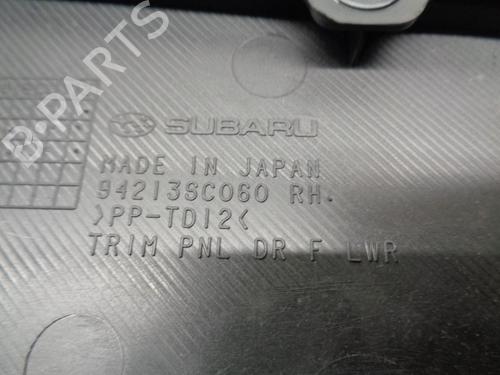 SUBARU
MADE IN JAPAN
94213SC060 RH.
>PP-TD12<
TRIM PNL DR F LWR
B-PARTS